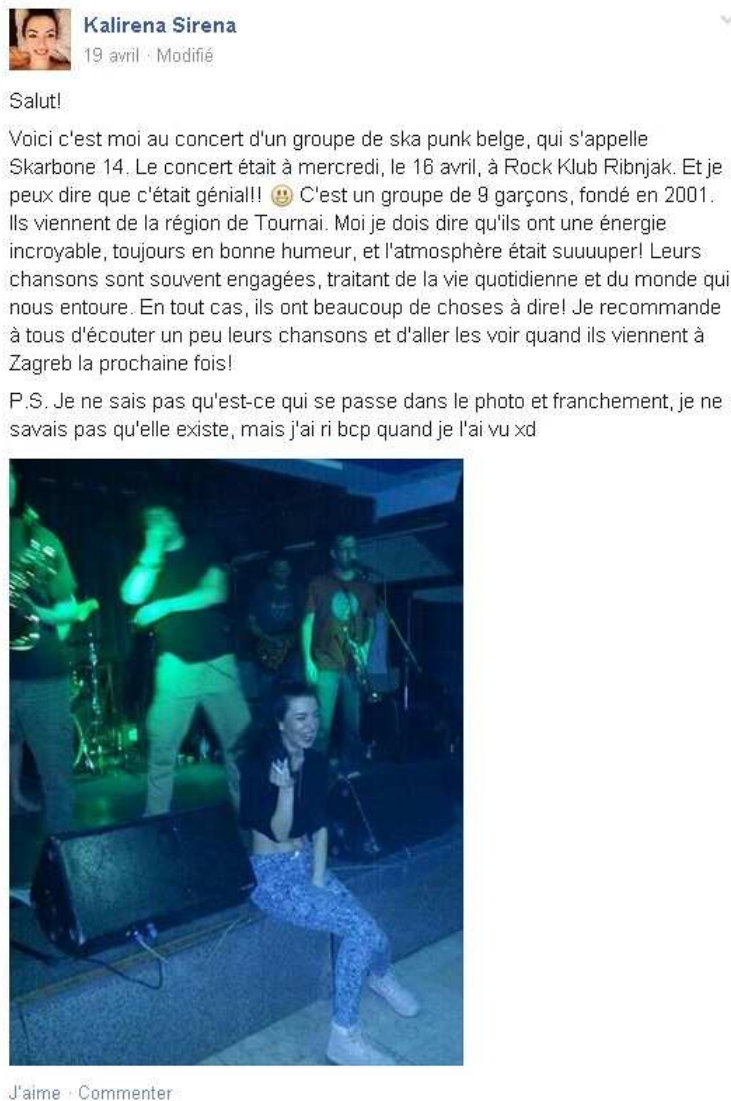 Kalirena Sirena
19 avril · Modifié
Salut!
Voici c'est moi au concert d'un groupe de ska punk belge, qui s'appelle
Skarbone 14. Le concert était à mercredi, le 16 avril, à Rock Klub Ribnjak. Et je
peux dire que c'était génial!! 😃 C'est un groupe de 9 garçons, fondé en 2001.
Ils viennent de la région de Tournai. Moi je dois dire qu'ils ont une énergie
incroyable, toujours en bonne humeur, et l'atmosphère était suuuuper! Leurs
chansons sont souvent engagées, traitant de la vie quotidienne et du monde qui
nous entoure. En tout cas, ils ont beaucoup de choses à dire! Je recommande
à tous d'écouter un peu leurs chansons et d'aller les voir quand ils viennent à
Zagreb la prochaine fois!
P.S. Je ne sais pas qu'est-ce qui se passe dans le photo et franchement, je ne
savais pas qu'elle existe, mais j'ai ri bcp quand je l'ai vu xd
J'aime · Commenter